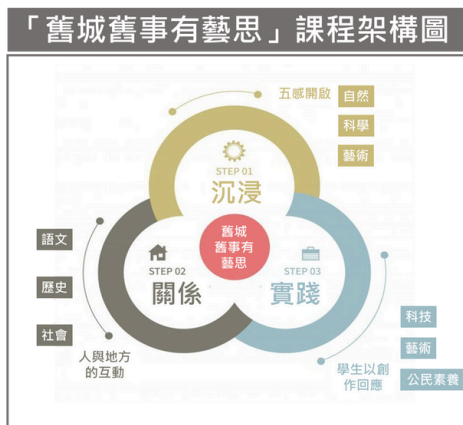 「舊城舊事有藝思」課程架構圖
五感開啟
自然
科學
藝術
STEP 01
沉浸
舊城
舊事有
藝思
語文
歷史
社會
STEP 02
關係
人與地方
的互動
STEP 03
實踐
科技
藝術
公民素養
學生以創
作回應